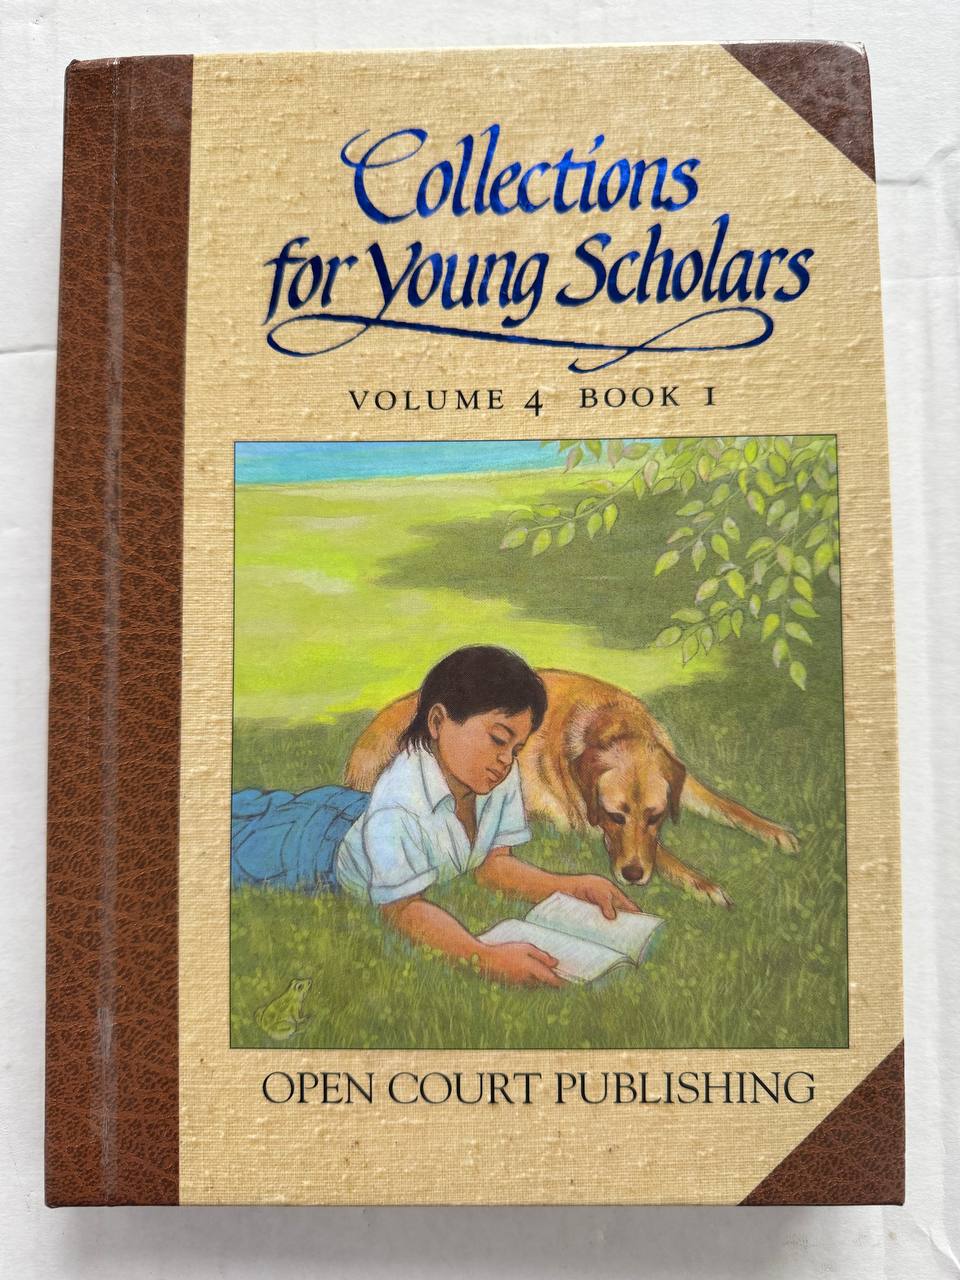 Collections
for Young Scholars
VOLUME 4 BOOK 1
OPEN COURT PUBLISHING